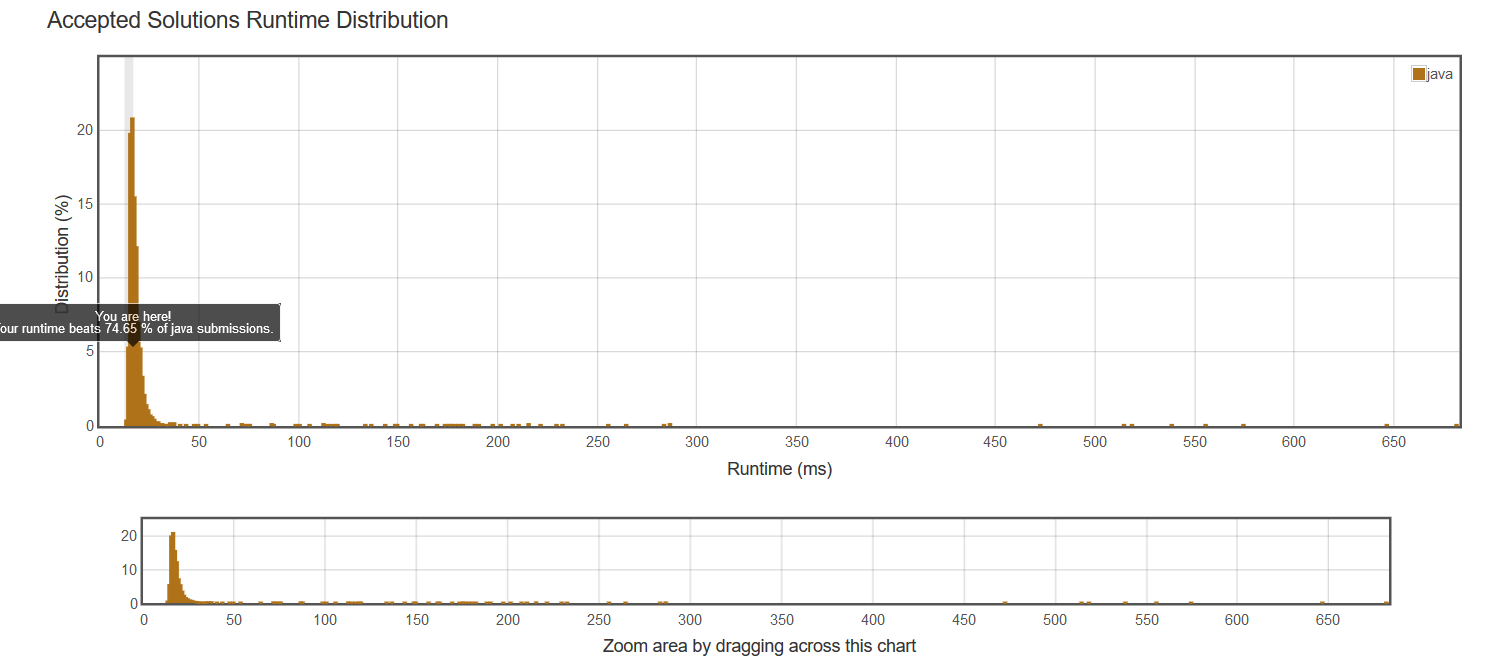 Accepted Solutions Runtime Distribution
java
Distribution (%)
20
15
10
5
0
You are here!
our runtime beats 74.65 % of java submissions.
0 50 100 150 200 250 300 350 400 450 500 550 600 650
Runtime (ms)
20
10
0
0 50 100 150 200 250 300 350 400 450 500 550 600 650
Zoom area by dragging across this chart